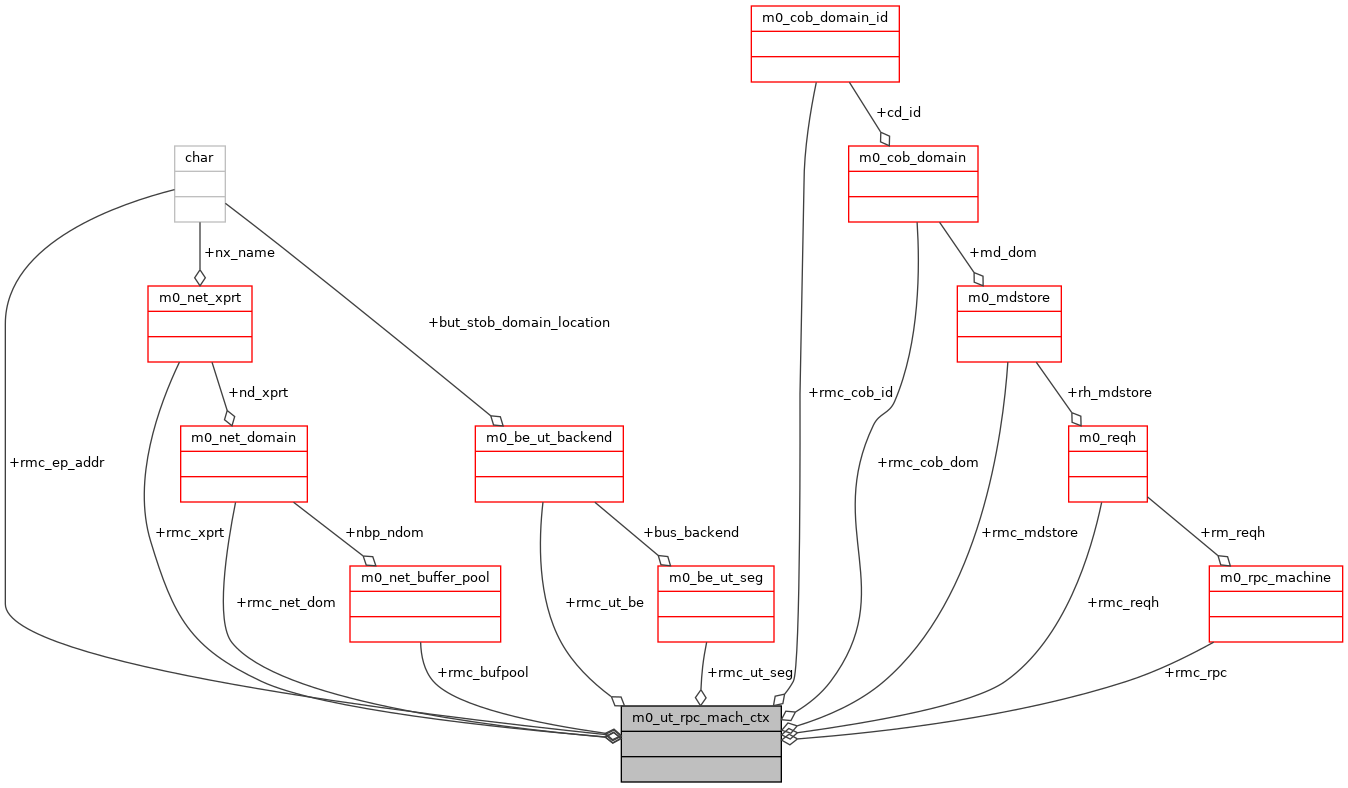 m0_cob_domain_id
+cd_id
char
m0_cob_domain
+nx_name
+md_dom
m0_net_xprt
m0_mdstore
+but_stob_domain_location
+nd_xprt
+rmc_cob_id
+rh_mdstore
m0_net_domain
m0_be_ut_backend
m0_reqh
+rmc_ep_addr
+rmc_cob_dom
+rmc_xprt
+nbp_ndom
+bus_backend
+rmc_mdstore
+rm_reqh
m0_net_buffer_pool
m0_be_ut_seg
m0_rpc_machine
+rmc_net_dom
+rmc_ut_be
+rmc_reqh
+rmc_bufpool
+rmc_ut_seg
+rmc_rpc
m0_ut_rpc_mach_ctx